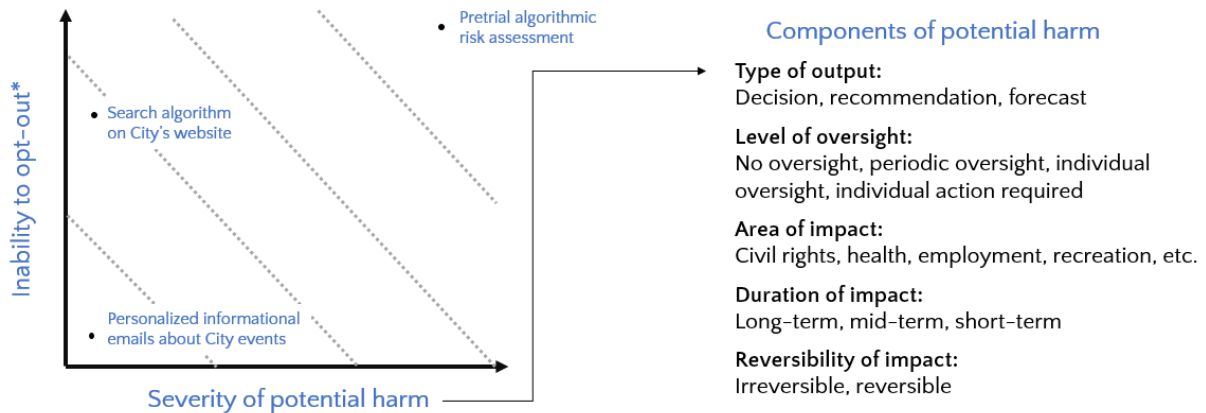 Inability to opt-out*
Pretrial algorithmic
risk assessment
Search algorithm
on City's website
Personalized informational
emails about City events
Severity of potential harm
Components of potential harm
Type of output:
Decision, recommendation, forecast
Level of oversight:
No oversight, periodic oversight, individual
oversight, individual action required
Area of impact:
Civil rights, health, employment, recreation, etc.
Duration of impact:
Long-term, mid-term, short-term
Reversibility of impact:
Irreversible, reversible